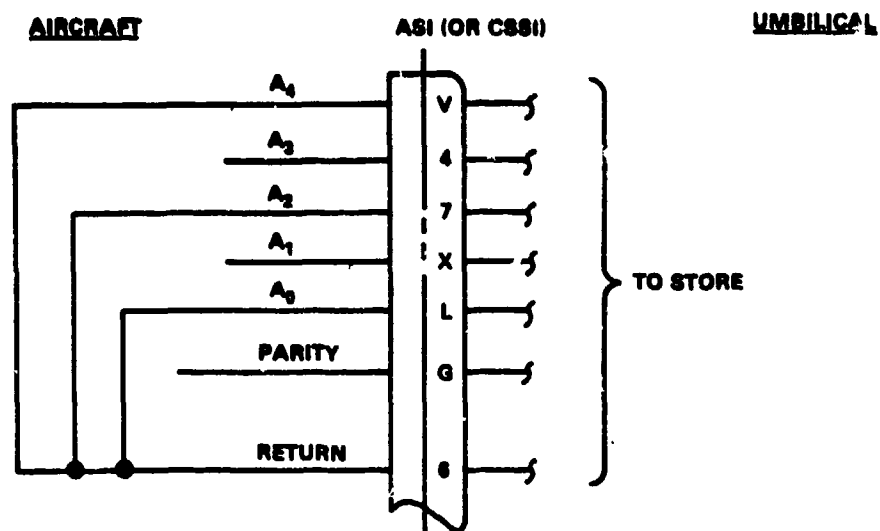 AIRCRAFT ASI (OR CSSI) UMBILICAL
A₄ V
A₃ 4
A₂ 7
A₁ X
A₀ L
TO STORE
PARITY G
RETURN 6